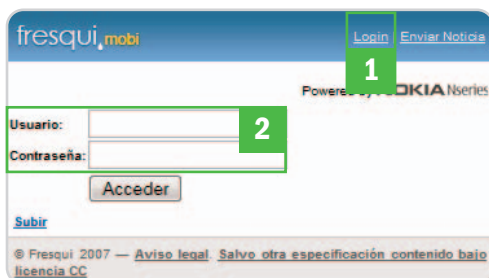 fresqui.mobi
Login Enviar Noticia
1
Powered by NOKIA Nseries
Usuario:
2
Contraseña:
Acceder
Subir
© Fresqui 2007 — Aviso legal. Salvo otra especificación contenido bajo
licencia CC